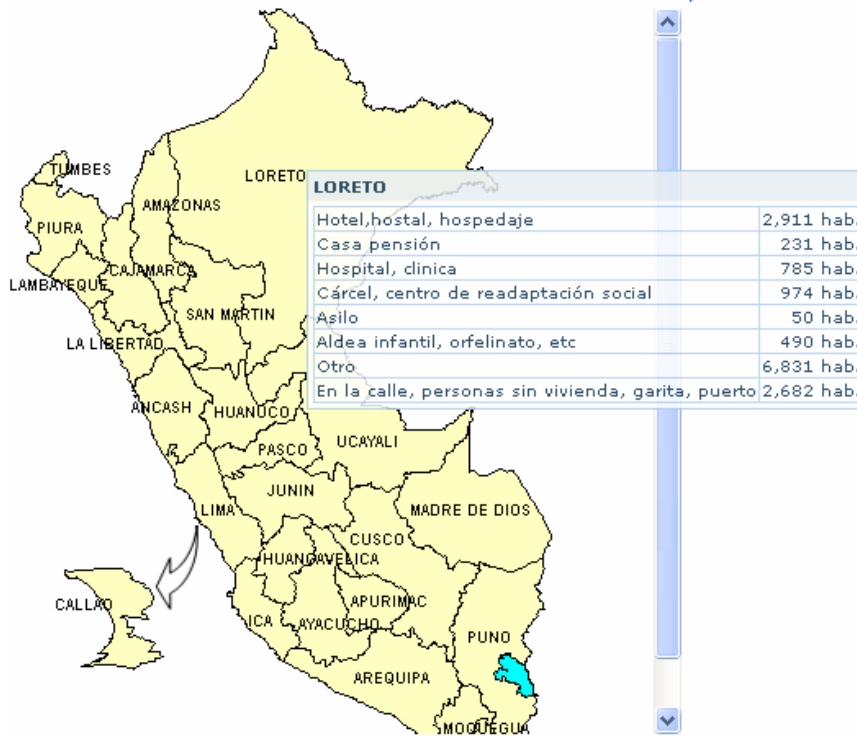 TUMBES
LORETO
AMAZONAS
PIURA
CAJAMARCA
LAMBAYEQUE
SAN MARTIN
LA LIBERTAD
ANCASH
HUANUCO
UCAYALI
PASCO
JUNIN
LIMA
MADRE DE DIOS
CUSCO
HUANCAVELICA
CALLAO
APURIMAC
ICA
AYACUCHO
PUNO
AREQUIPA
MOQUEGUA
LORETO
Hotel,hostal, hospedaje 2,911 hab.
Casa pensión 231 hab.
Hospital, clinica 785 hab.
Cárcel, centro de readaptación social 974 hab.
Asilo 50 hab.
Aldea infantil, orfelinato, etc 490 hab.
Otro 6,831 hab.
En la calle, personas sin vivienda, garita, puerto 2,682 hab.